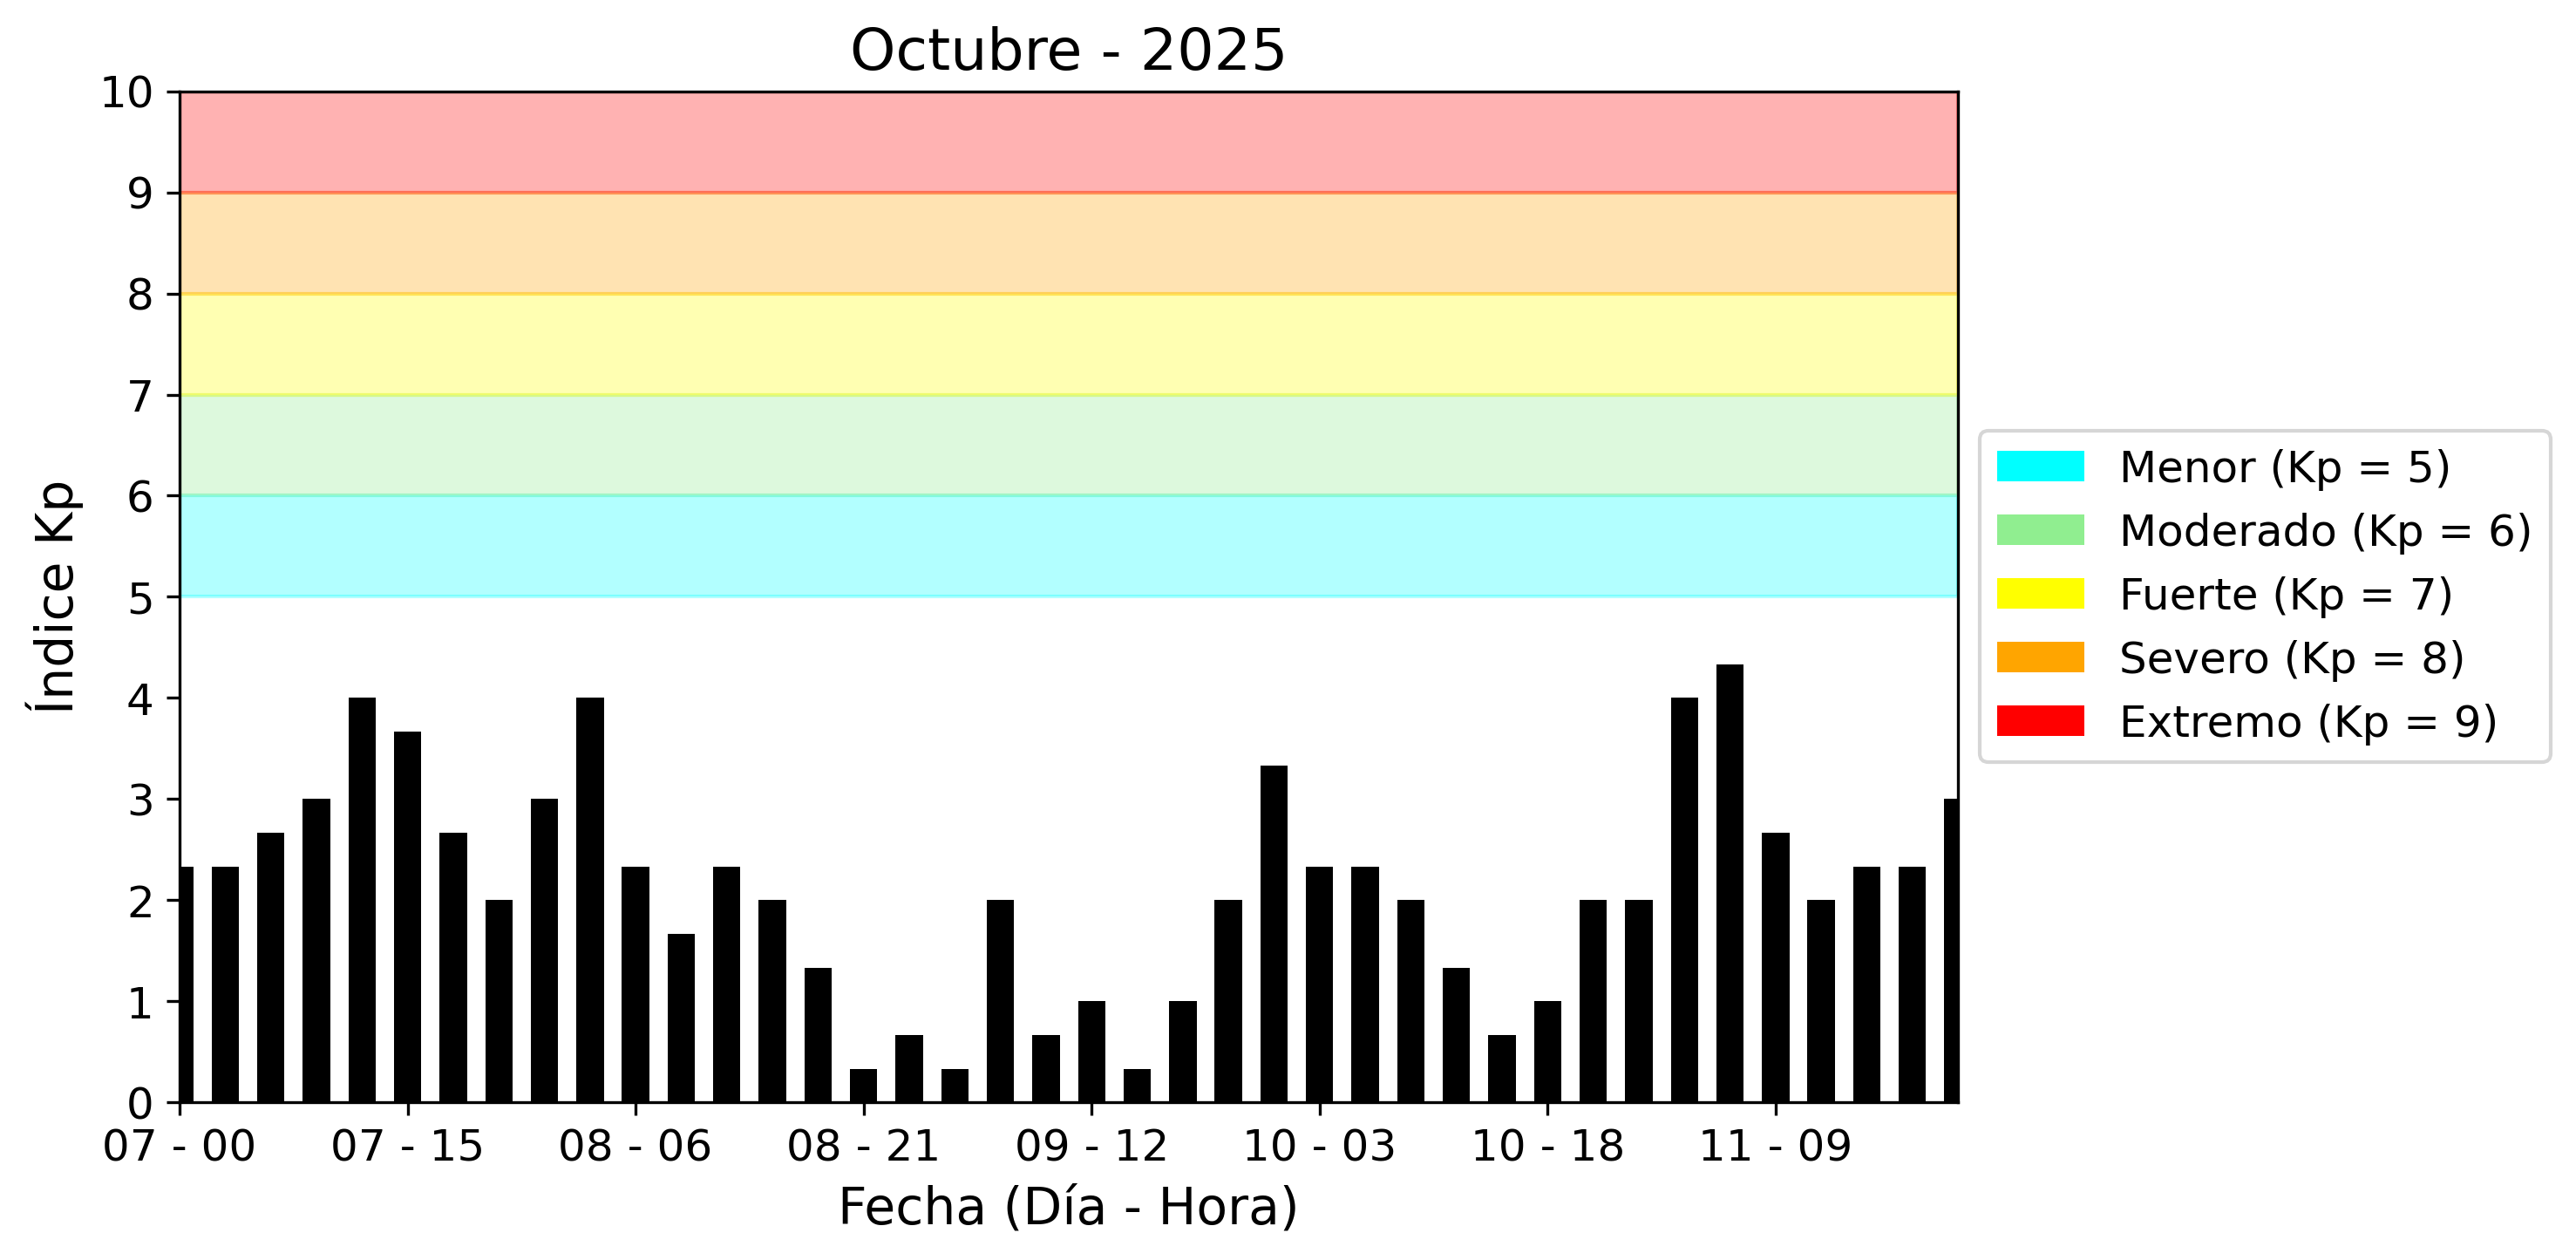 Octubre - 2025
Índice Kp
10
9
8
7
6
5
4
3
2
1
0
07 - 00
07 - 15
08 - 06
08 - 21
09 - 12
10 - 03
10 - 18
11 - 09
Fecha (Día - Hora)
Menor (Kp = 5)
Moderado (Kp = 6)
Fuerte (Kp = 7)
Severo (Kp = 8)
Extremo (Kp = 9)